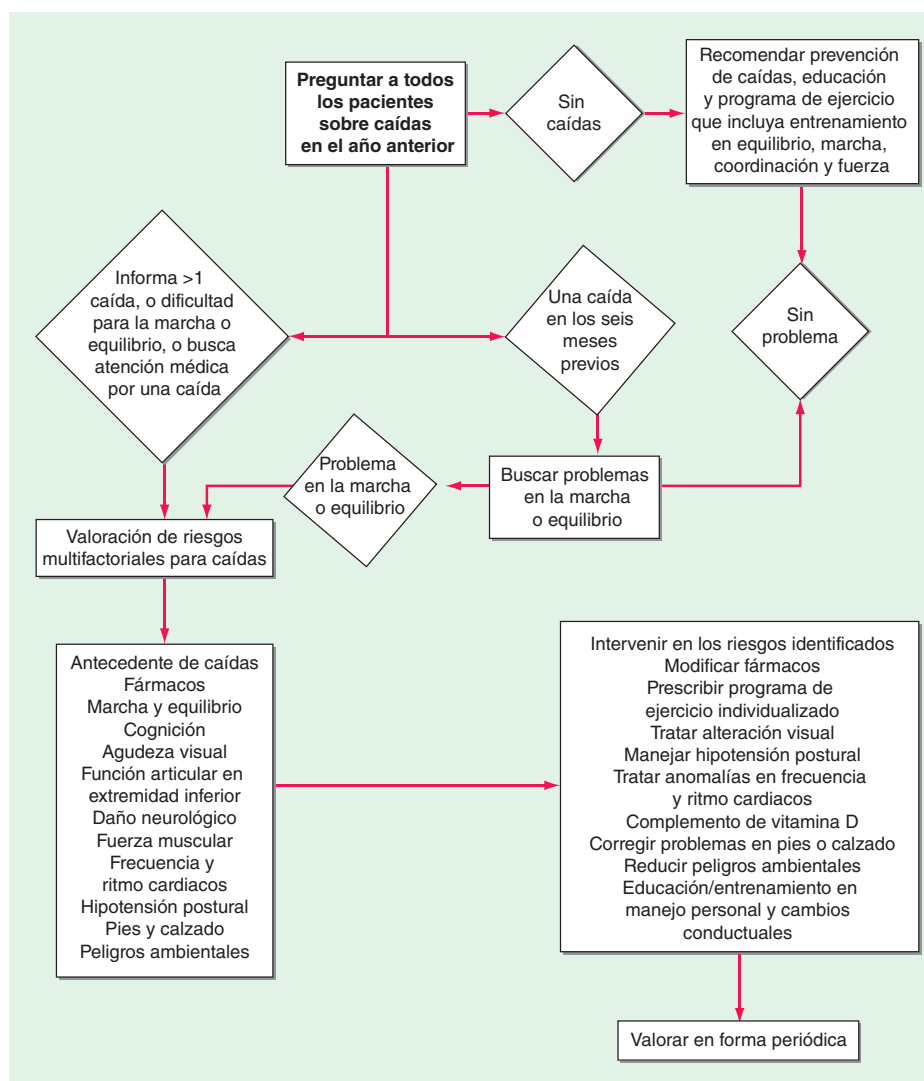 Preguntar a todos
los pacientes
sobre caídas
en el año anterior
Sin
caídas
Recomendar prevención
de caídas, educación
y programa de ejercicio
que incluya entrenamiento
en equilibrio, marcha,
coordinación y fuerza
Informa >1
caída, o dificultad
para la marcha o
equilibrio, o busca
atención médica
por una caída
Una caída
en los seis
meses
previos
Sin
problema
Problema
en la marcha
o equilibrio
Buscar problemas
en la marcha
o equilibrio
Valoración de riesgos
multifactoriales para caídas
Antecedente de caídas
Fármacos
Marcha y equilibrio
Cognición
Agudeza visual
Función articular en
extremidad inferior
Daño neurológico
Fuerza muscular
Frecuencia y
ritmo cardiacos
Hipotensión postural
Pies y calzado
Peligros ambientales
Intervenir en los riesgos identificados
Modificar fármacos
Prescribir programa de
ejercicio individualizado
Tratar alteración visual
Manejar hipotensión postural
Tratar anomalías en frecuencia
y ritmo cardiacos
Complemento de vitamina D
Corregir problemas en pies o calzado
Reducir peligros ambientales
Educación/entrenamiento en
manejo personal y cambios
conductuales
Valorar en forma periódica